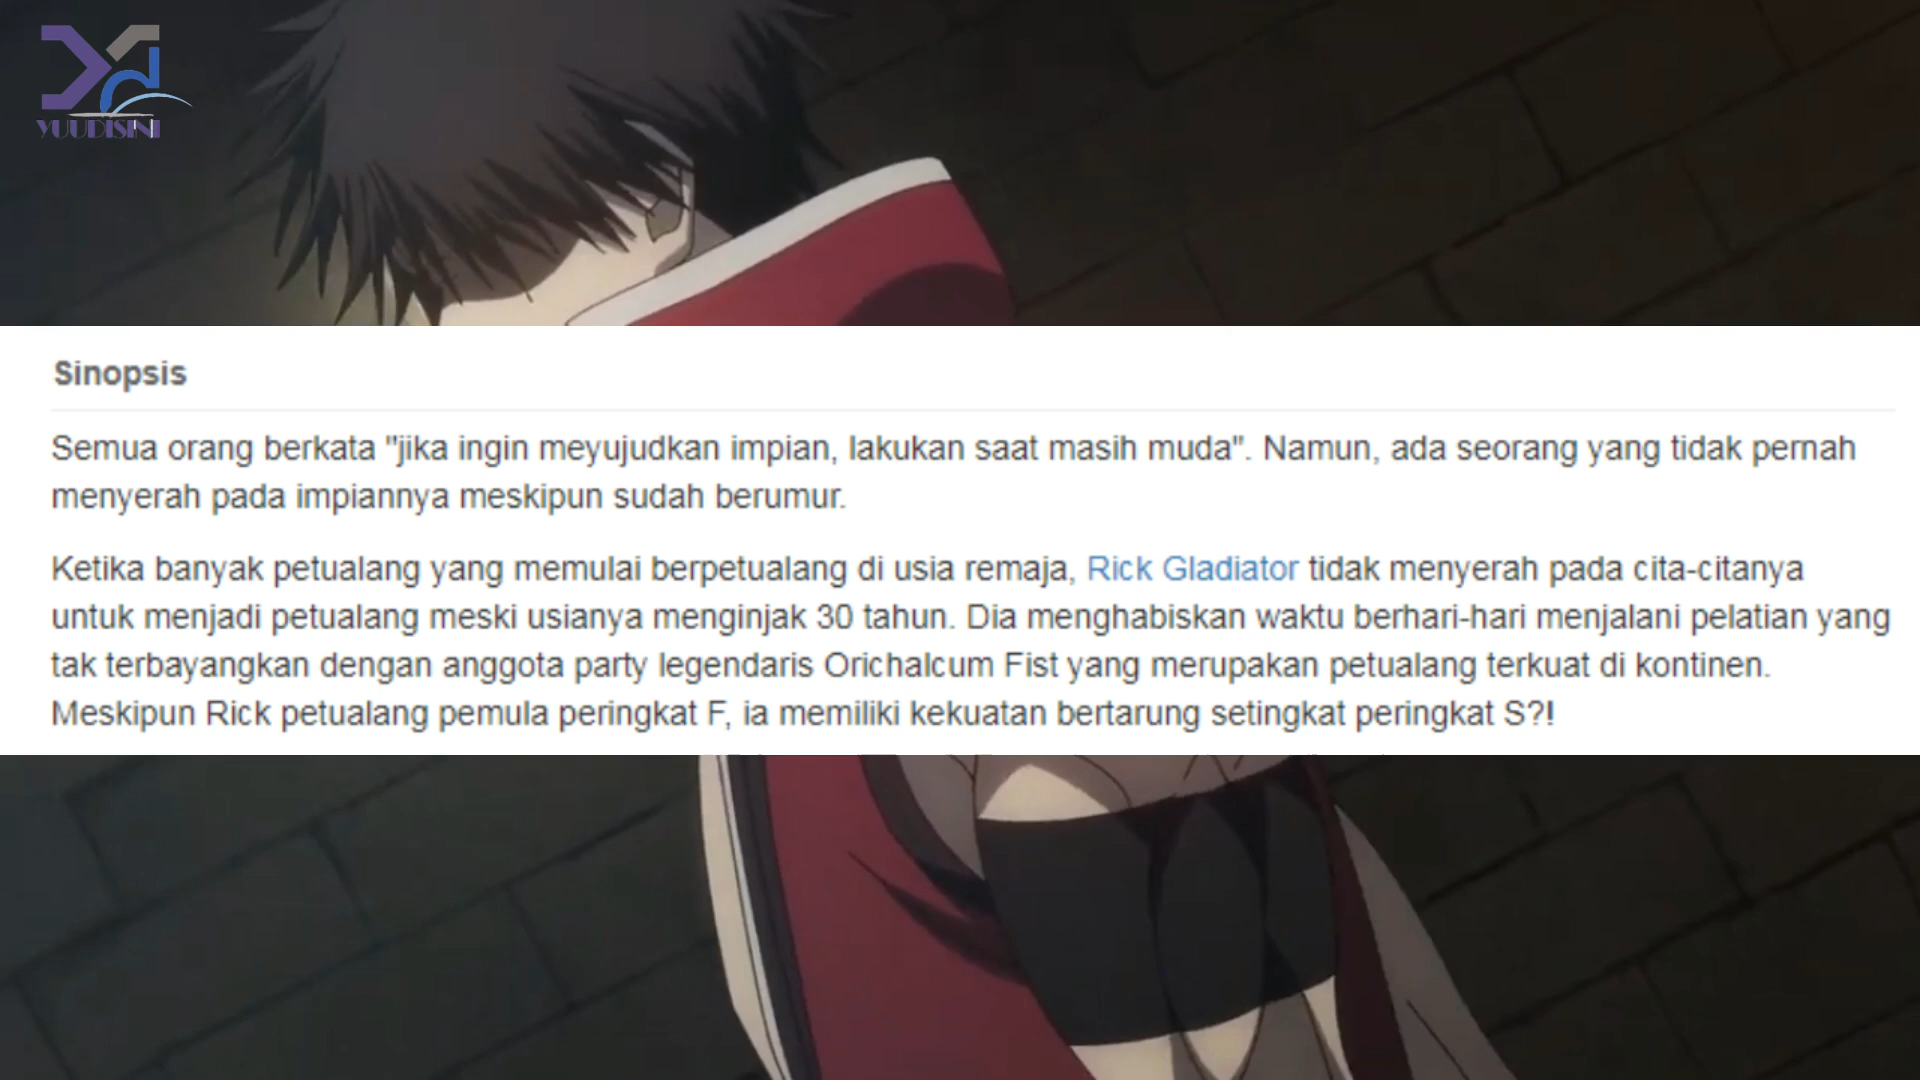 YUUDISINI
Sinopsis
Semua orang berkata "jika ingin meyujudkan impian, lakukan saat masih muda". Namun, ada seorang yang tidak pernah
menyerah pada impiannya meskipun sudah berumur.
Ketika banyak petualang yang memulai berpetualang di usia remaja, Rick Gladiator tidak menyerah pada cita-citanya
untuk menjadi petualang meski usianya menginjak 30 tahun. Dia menghabiskan waktu berhari-hari menjalani pelatian yang
tak terbayangkan dengan anggota party legendaris Orichalcum Fist yang merupakan petualang terkuat di kontinen.
Meskipun Rick petualang pemula peringkat F, ia memiliki kekuatan bertarung setingkat peringkat S?!